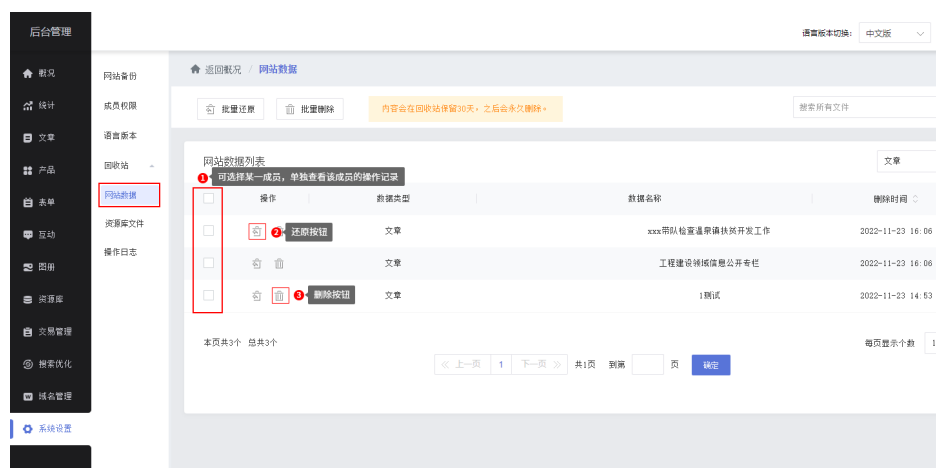 后台管理
语言版本切换： 中文版
概况
统计
文章
产品
表单
互动
图册
资源库
交易管理
搜索优化
域名管理
系统设置
网站备份
成员权限
语言版本
回收站
网站数据
资源库文件
操作日志
返回概况 / 网站数据
批量还原 批量删除 内容会在回收站保留30天，之后会永久删除。 搜索所有文件
网站数据列表 文章
1 可选择某一成员，单独查看该成员的操作记录
操作 数据类型 数据名称 删除时间
2 还原按钮 文章 xxx带队检查温泉镇扶贫开发工作 2022-11-23 16:06
文章 工程建设领域信息公开专栏 2022-11-23 16:06
3 删除按钮 文章 1测试 2022-11-23 14:53
本页共3个 总共3个 每页显示个数 1
≪ 上一页 1 下一页 ≫ 共1页 到第 页 确定